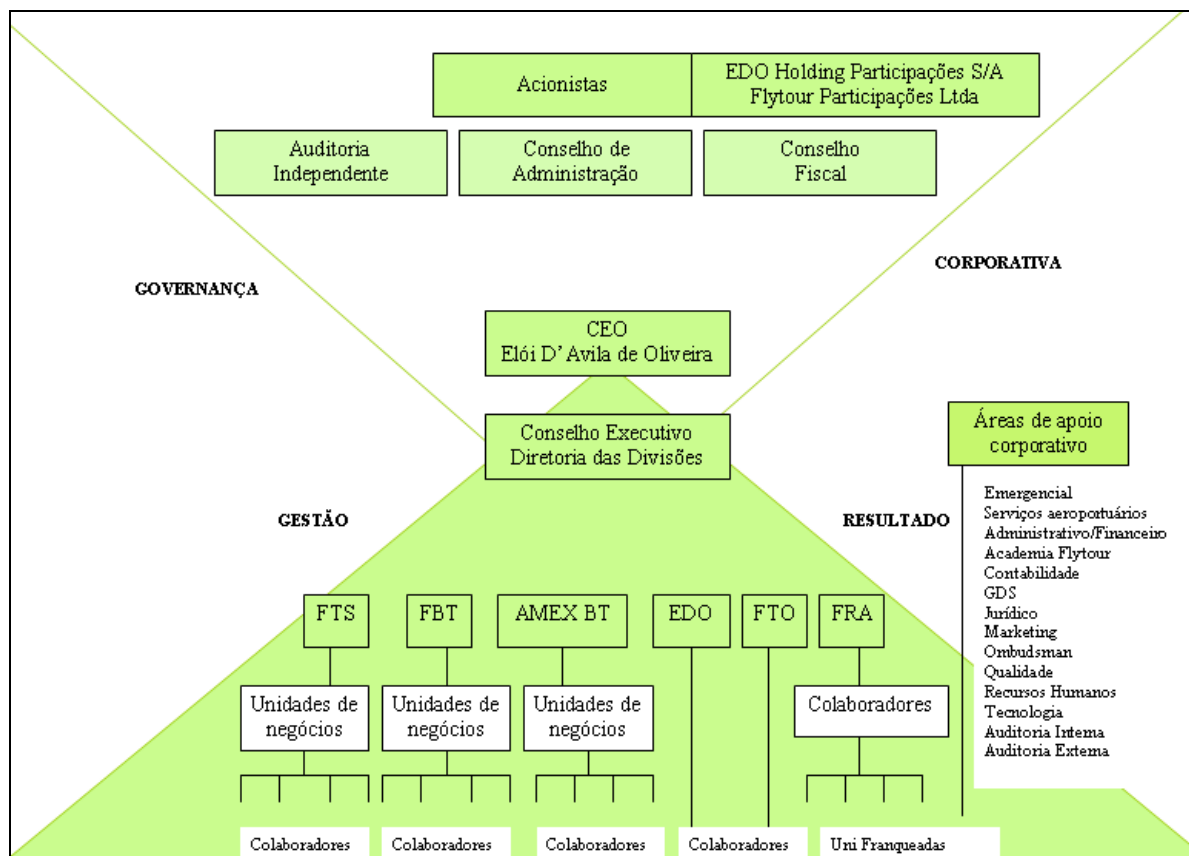 Acionistas
EDO Holding Participações S/A
Flytour Participações Ltda
Auditoria
Independente
Conselho de
Administração
Conselho
Fiscal
GOVERNANÇA
CORPORATIVA
CEO
Elói D’Avila de Oliveira
Conselho Executivo
Diretoria das Divisões
GESTÃO
RESULTADO
Áreas de apoio
corporativo
Emergencial
Serviços aeroportuários
Administrativo/Financeiro
Academia Flytour
Contabilidade
GDS
Jurídico
Marketing
Ombudsman
Qualidade
Recursos Humanos
Tecnologia
Auditoria Interna
Auditoria Externa
FTS
FBT
AMEX BT
EDO
FTO
FRA
Unidades de
negócios
Unidades de
negócios
Unidades de
negócios
Colaboradores
Colaboradores
Colaboradores
Colaboradores
Colaboradores
Uni Franqueadas